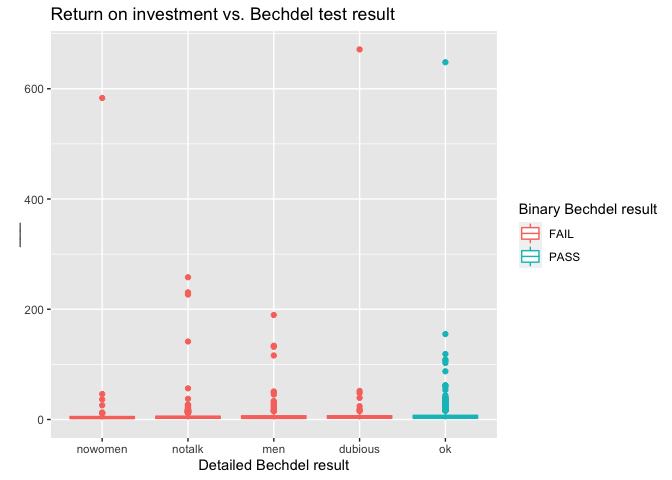 Return on investment vs. Bechdel test result
600
400
200
0
nowomen notalk men dubious ok
Detailed Bechdel result
Binary Bechdel result
FAIL
PASS